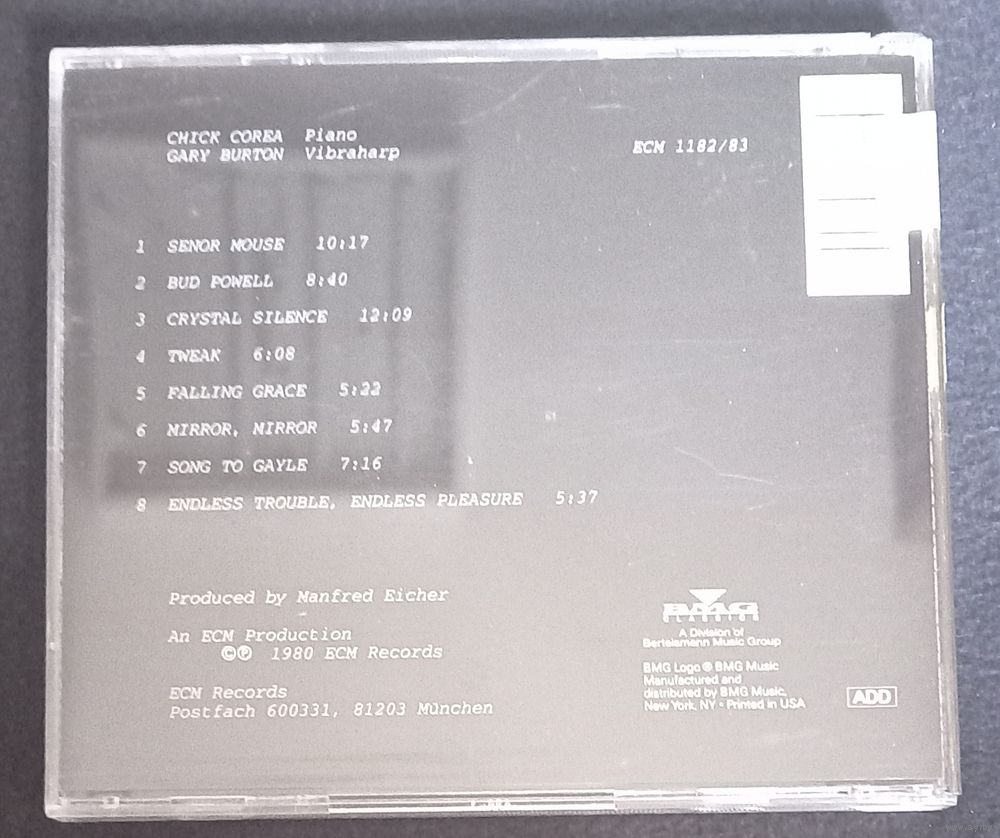 CHICK COREA Piano
GARY BURTON Vibraharp
ECM 1182/83
1 SENOR MOUSE 10:17
2 BUD POWELL 8:40
3 CRYSTAL SILENCE 12:09
4 TWEAK 6:08
5 FALLING GRACE 5:22
6 MIRROR, MIRROR 5:47
7 SONG TO GAYLE 7:16
8 ENDLESS TROUBLE, ENDLESS PLEASURE 5:37
Produced by Manfred Eicher
An ECM Production
©℗ 1980 ECM Records
ECM Records
Postfach 600331, 81203 München
BMG
CLASSICS
A Division of
Bertelsmann Music Group
BMG Logo ® BMG Music
Manufactured and
distributed by BMG Music,
New York, NY • Printed in USA
ADD